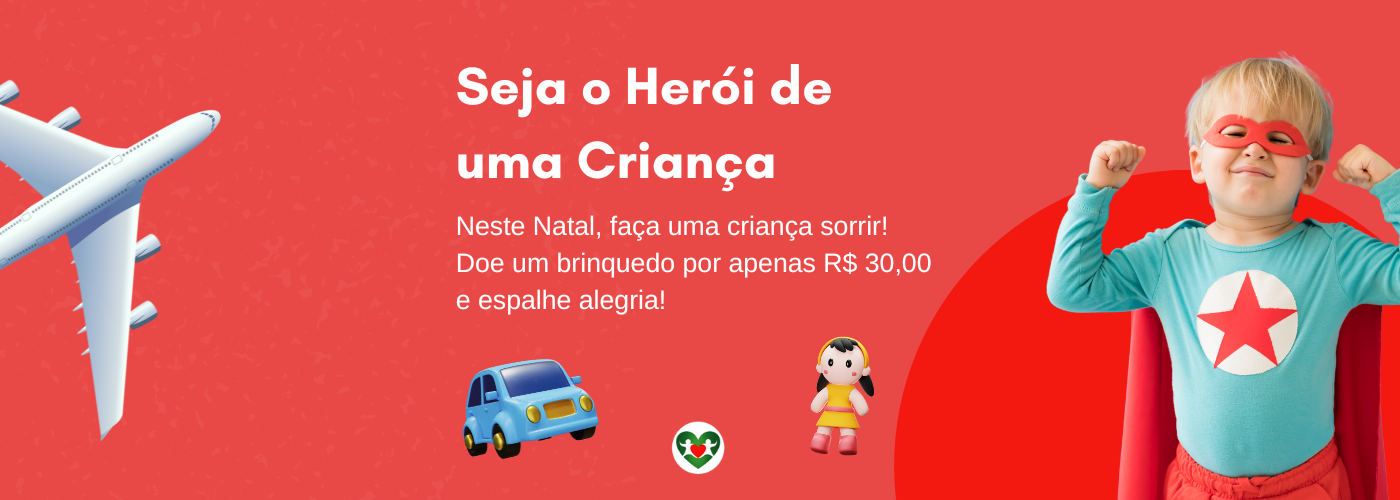 Seja o Herói de
uma Criança
Neste Natal, faça uma criança sorrir!
Doe um brinquedo por apenas R$ 30,00
e espalhe alegria!